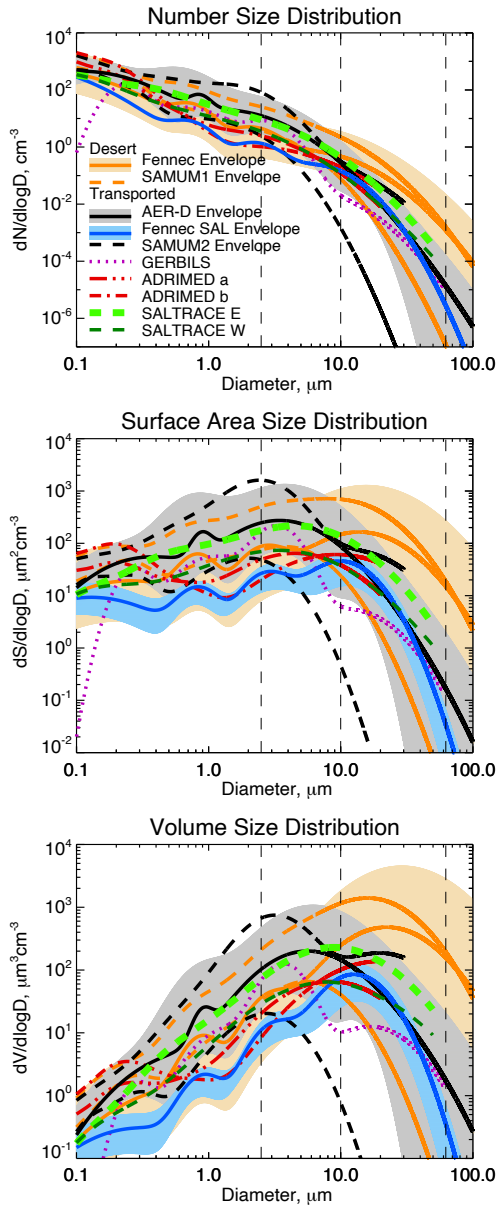 Number Size Distribution
10^4
10^2
10^0
10^-2
10^-4
10^-6
dN/dlogD, cm^-3
Desert
Fennec Envelope
SAMUM1 Envelope
Transported
AER-D Envelope
Fennec SAL Envelope
SAMUM2 Envelope
GERBILS
ADRIMED a
ADRIMED b
SALTRACE E
SALTRACE W
0.1 1.0 10.0 100.0
Diameter, μm
Surface Area Size Distribution
10^4
10^3
10^2
10^1
10^0
10^-1
10^-2
dS/dlogD, μm^2cm^-3
0.1 1.0 10.0 100.0
Diameter, μm
Volume Size Distribution
10^4
10^3
10^2
10^1
10^0
10^-1
dV/dlogD, μm^3cm^-3
0.1 1.0 10.0 100.0
Diameter, μm